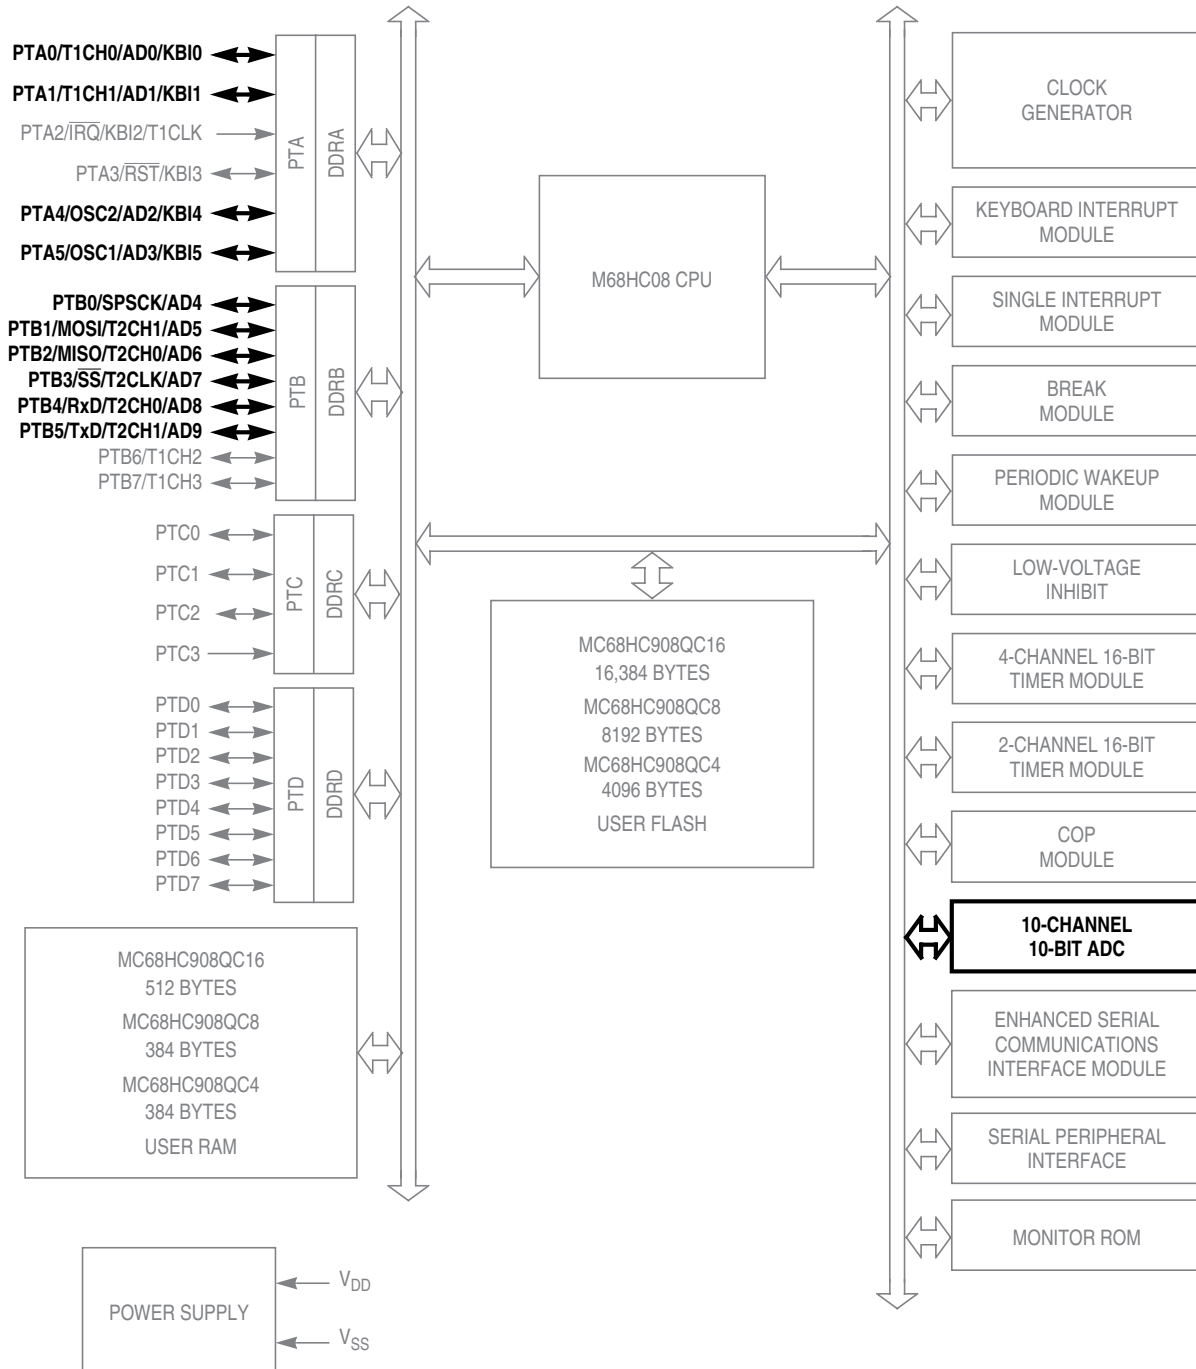 PTA0/T1CH0/AD0/KBI0
PTA1/T1CH1/AD1/KBI1
PTA2/I̅R̅Q̅/KBI2/T1CLK
PTA3/R̅S̅T̅/KBI3
PTA4/OSC2/AD2/KBI4
PTA5/OSC1/AD3/KBI5
PTA
DDRA
PTB0/SPSCK/AD4
PTB1/MOSI/T2CH1/AD5
PTB2/MISO/T2CH0/AD6
PTB3/S̅S̅/T2CLK/AD7
PTB4/RxD/T2CH0/AD8
PTB5/TxD/T2CH1/AD9
PTB6/T1CH2
PTB7/T1CH3
PTB
DDRB
PTC0
PTC1
PTC2
PTC3
PTC
DDRC
PTD0
PTD1
PTD2
PTD3
PTD4
PTD5
PTD6
PTD7
PTD
DDRD
MC68HC908QC16
512 BYTES
MC68HC908QC8
384 BYTES
MC68HC908QC4
384 BYTES
USER RAM
POWER SUPPLY
VDD
VSS
M68HC08 CPU
MC68HC908QC16
16,384 BYTES
MC68HC908QC8
8192 BYTES
MC68HC908QC4
4096 BYTES
USER FLASH
CLOCK
GENERATOR
KEYBOARD INTERRUPT
MODULE
SINGLE INTERRUPT
MODULE
BREAK
MODULE
PERIODIC WAKEUP
MODULE
LOW-VOLTAGE
INHIBIT
4-CHANNEL 16-BIT
TIMER MODULE
2-CHANNEL 16-BIT
TIMER MODULE
COP
MODULE
10-CHANNEL
10-BIT ADC
ENHANCED SERIAL
COMMUNICATIONS
INTERFACE MODULE
SERIAL PERIPHERAL
INTERFACE
MONITOR ROM